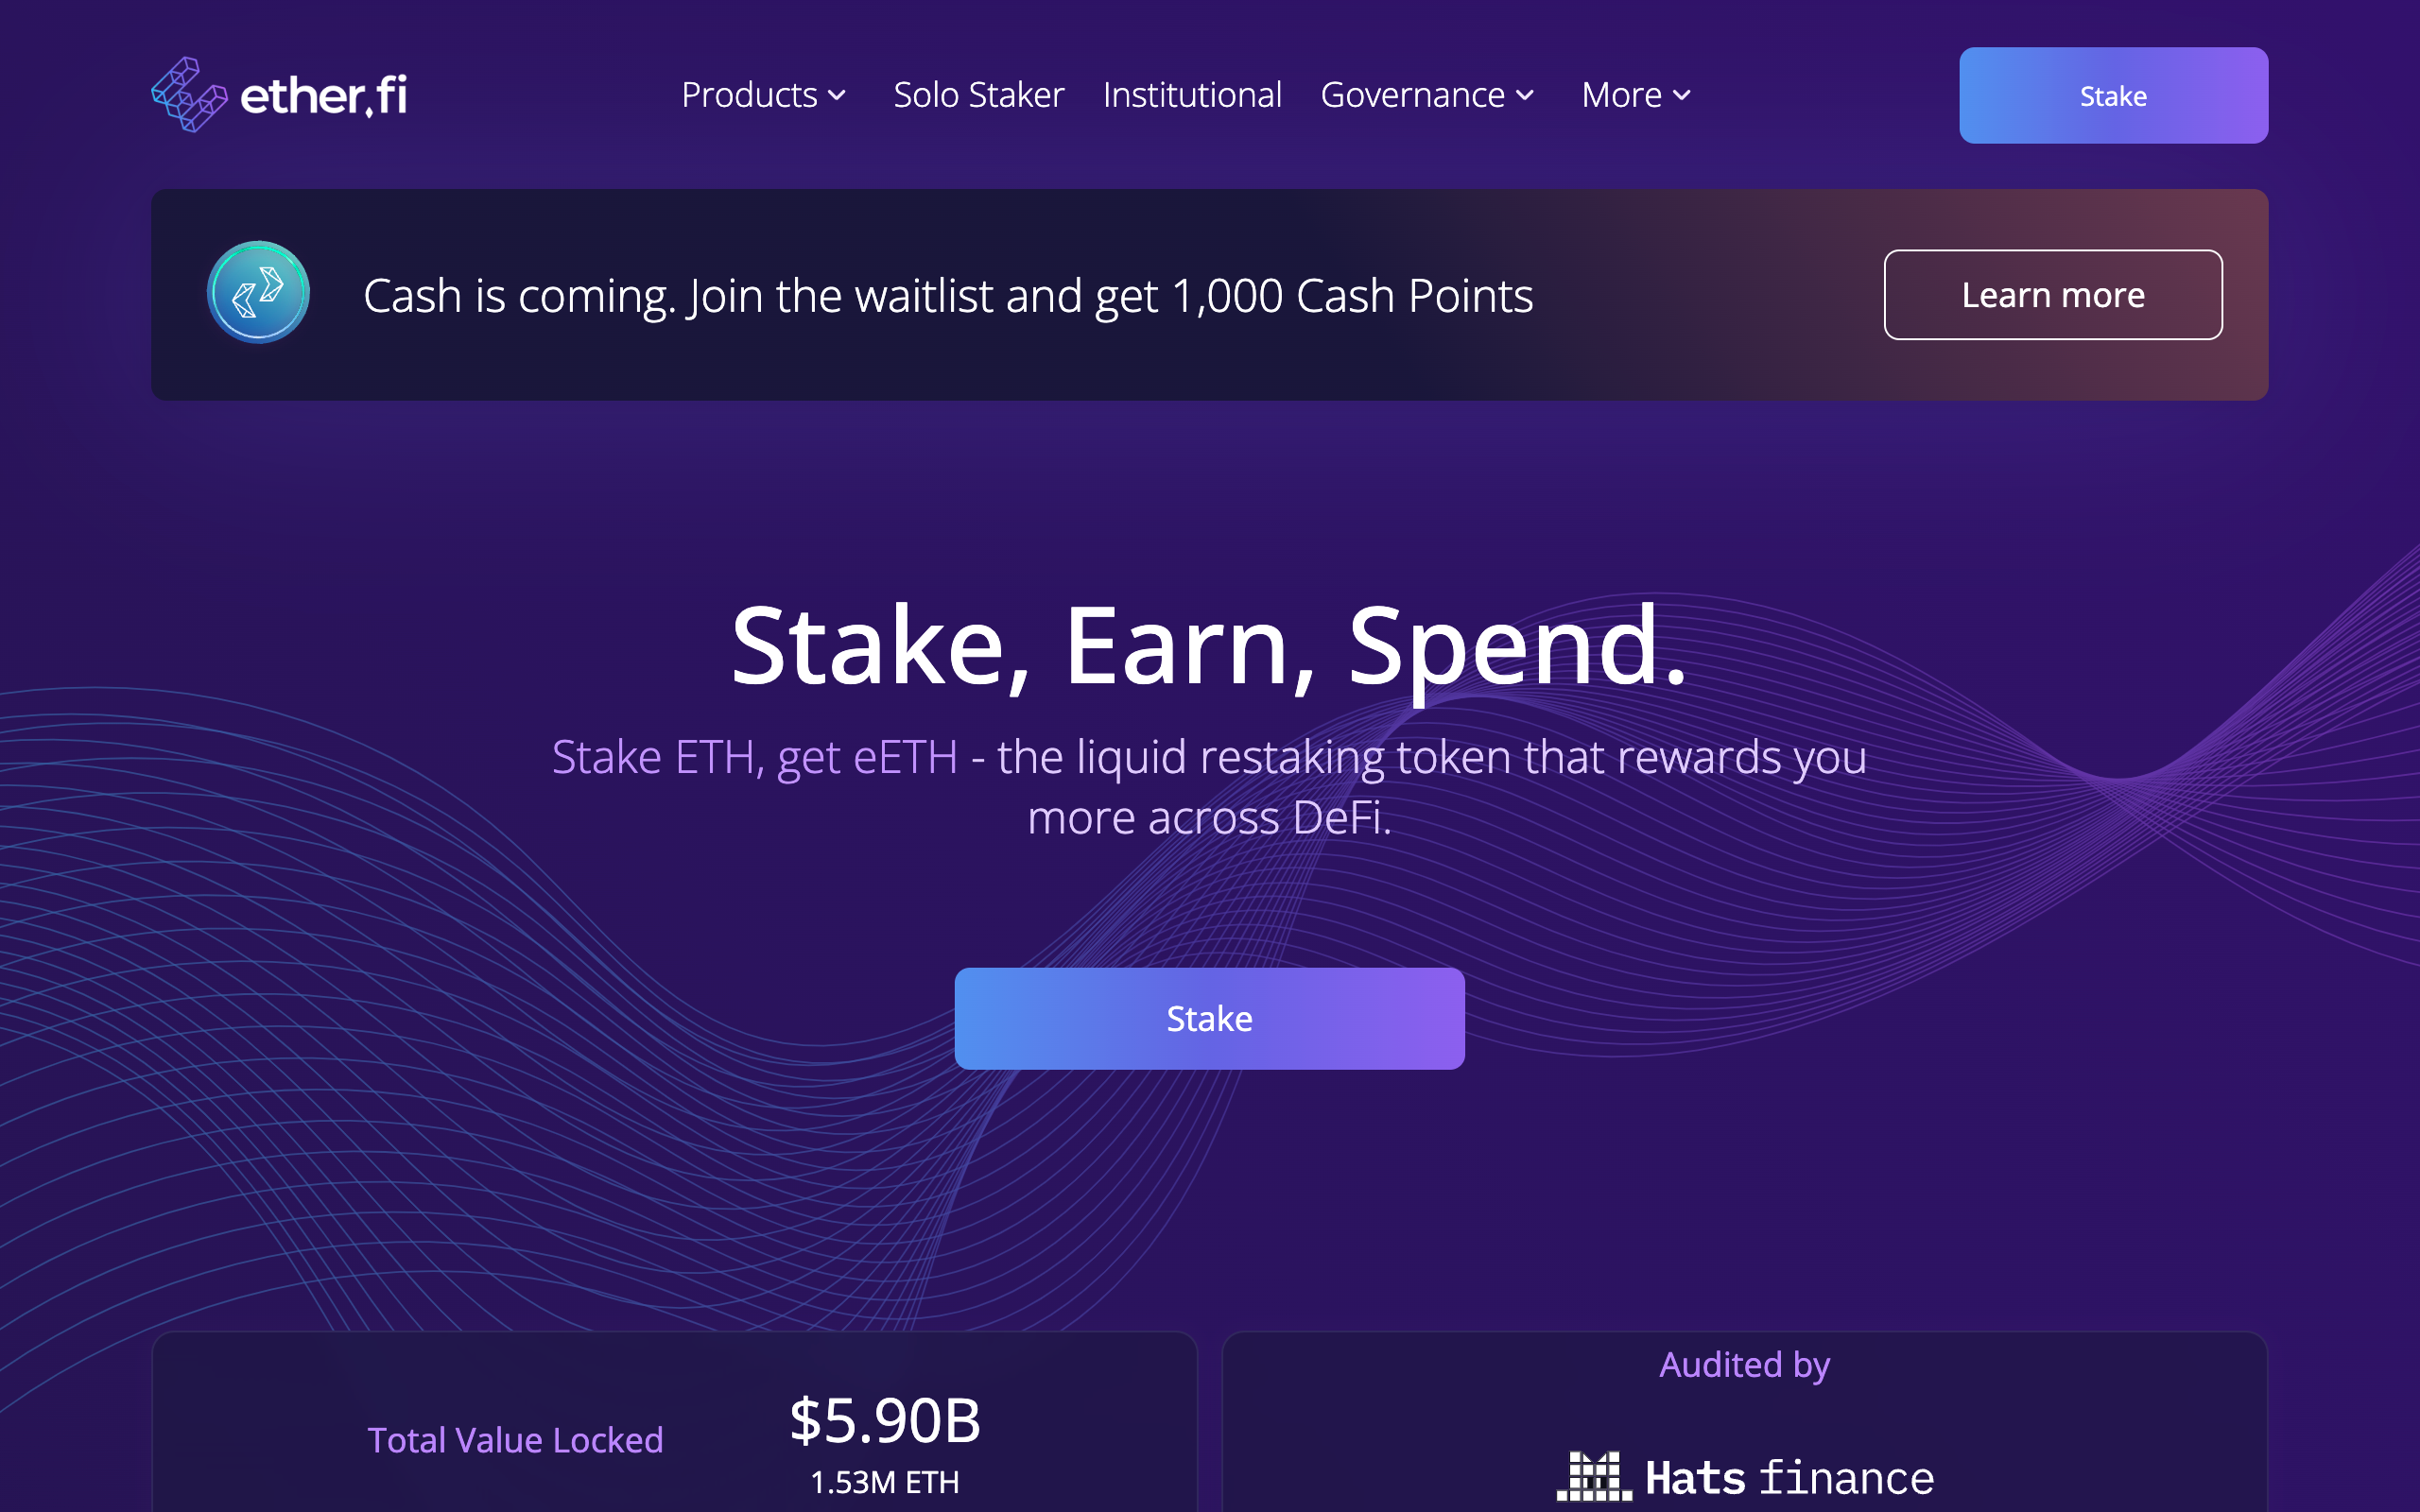 ether.fi
Products
Solo Staker
Institutional
Governance
More
Stake
Cash is coming. Join the waitlist and get 1,000 Cash Points
Learn more
Stake, Earn, Spend.
Stake ETH, get eETH - the liquid restaking token that rewards you
more across DeFi.
Stake
Total Value Locked
$5.90B
1.53M ETH
Audited by
Hats finance